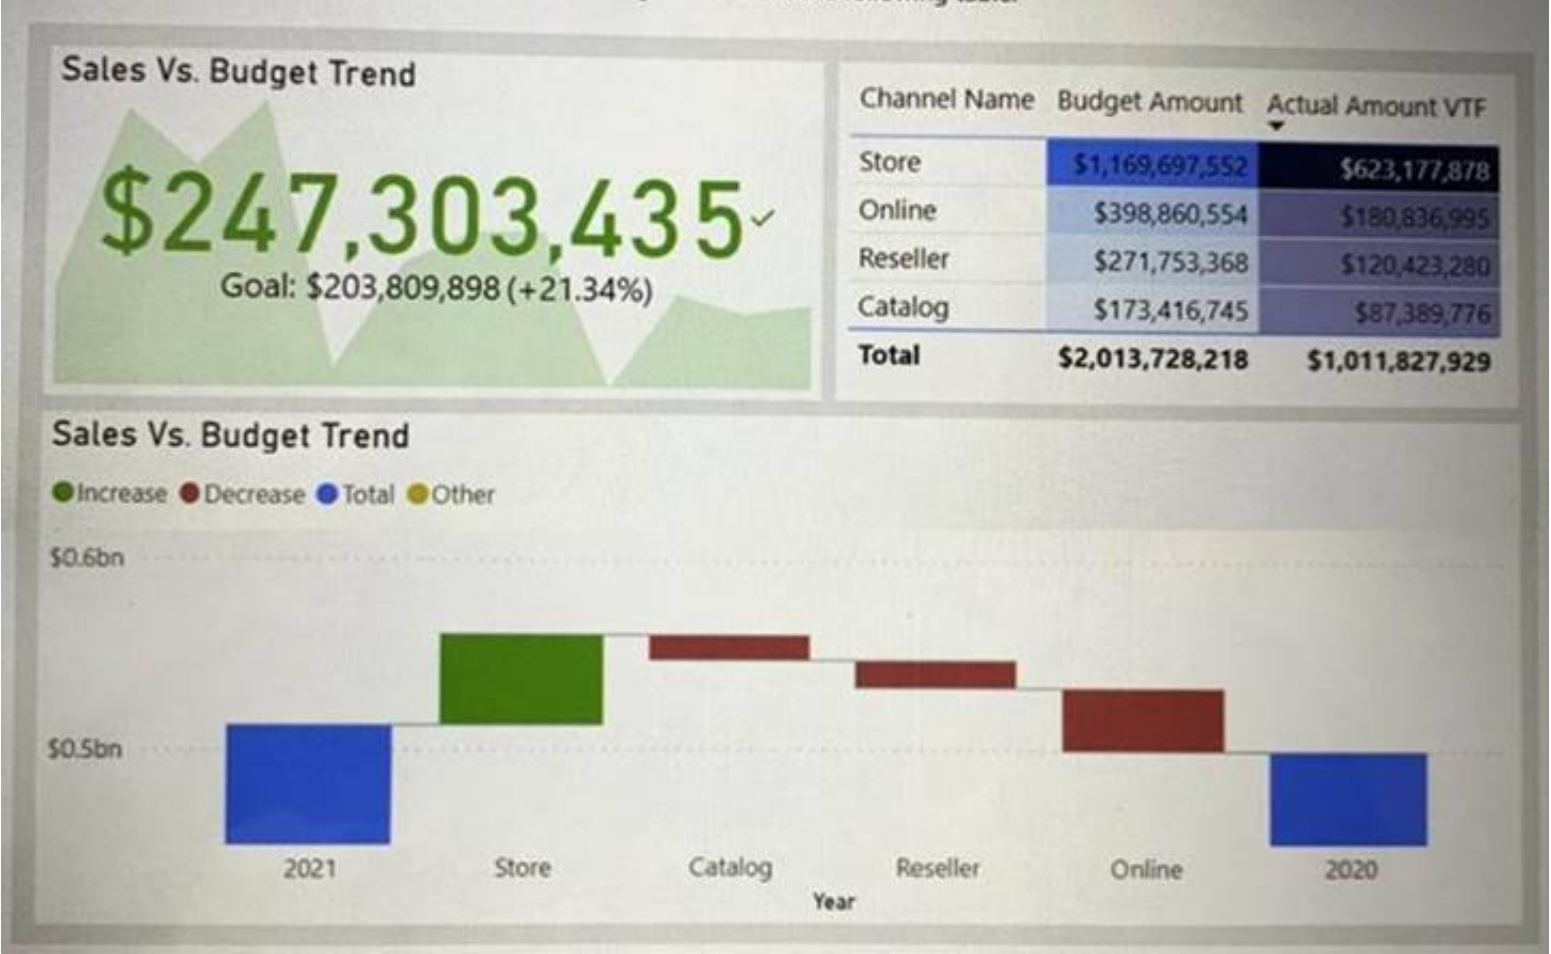 Sales Vs. Budget Trend
$247,303,435
Goal: $203,809,898 (+21.34%)
Channel Name Budget Amount Actual Amount VTF
Store $1,169,697,552 $623,177,878
Online $398,860,554 $180,836,995
Reseller $271,753,368 $120,423,280
Catalog $173,416,745 $87,389,776
Total $2,013,728,218 $1,011,827,929
Sales Vs. Budget Trend
Increase Decrease Total Other
$0.6bn
$0.5bn
2021 Store Catalog Reseller Online 2020
Year